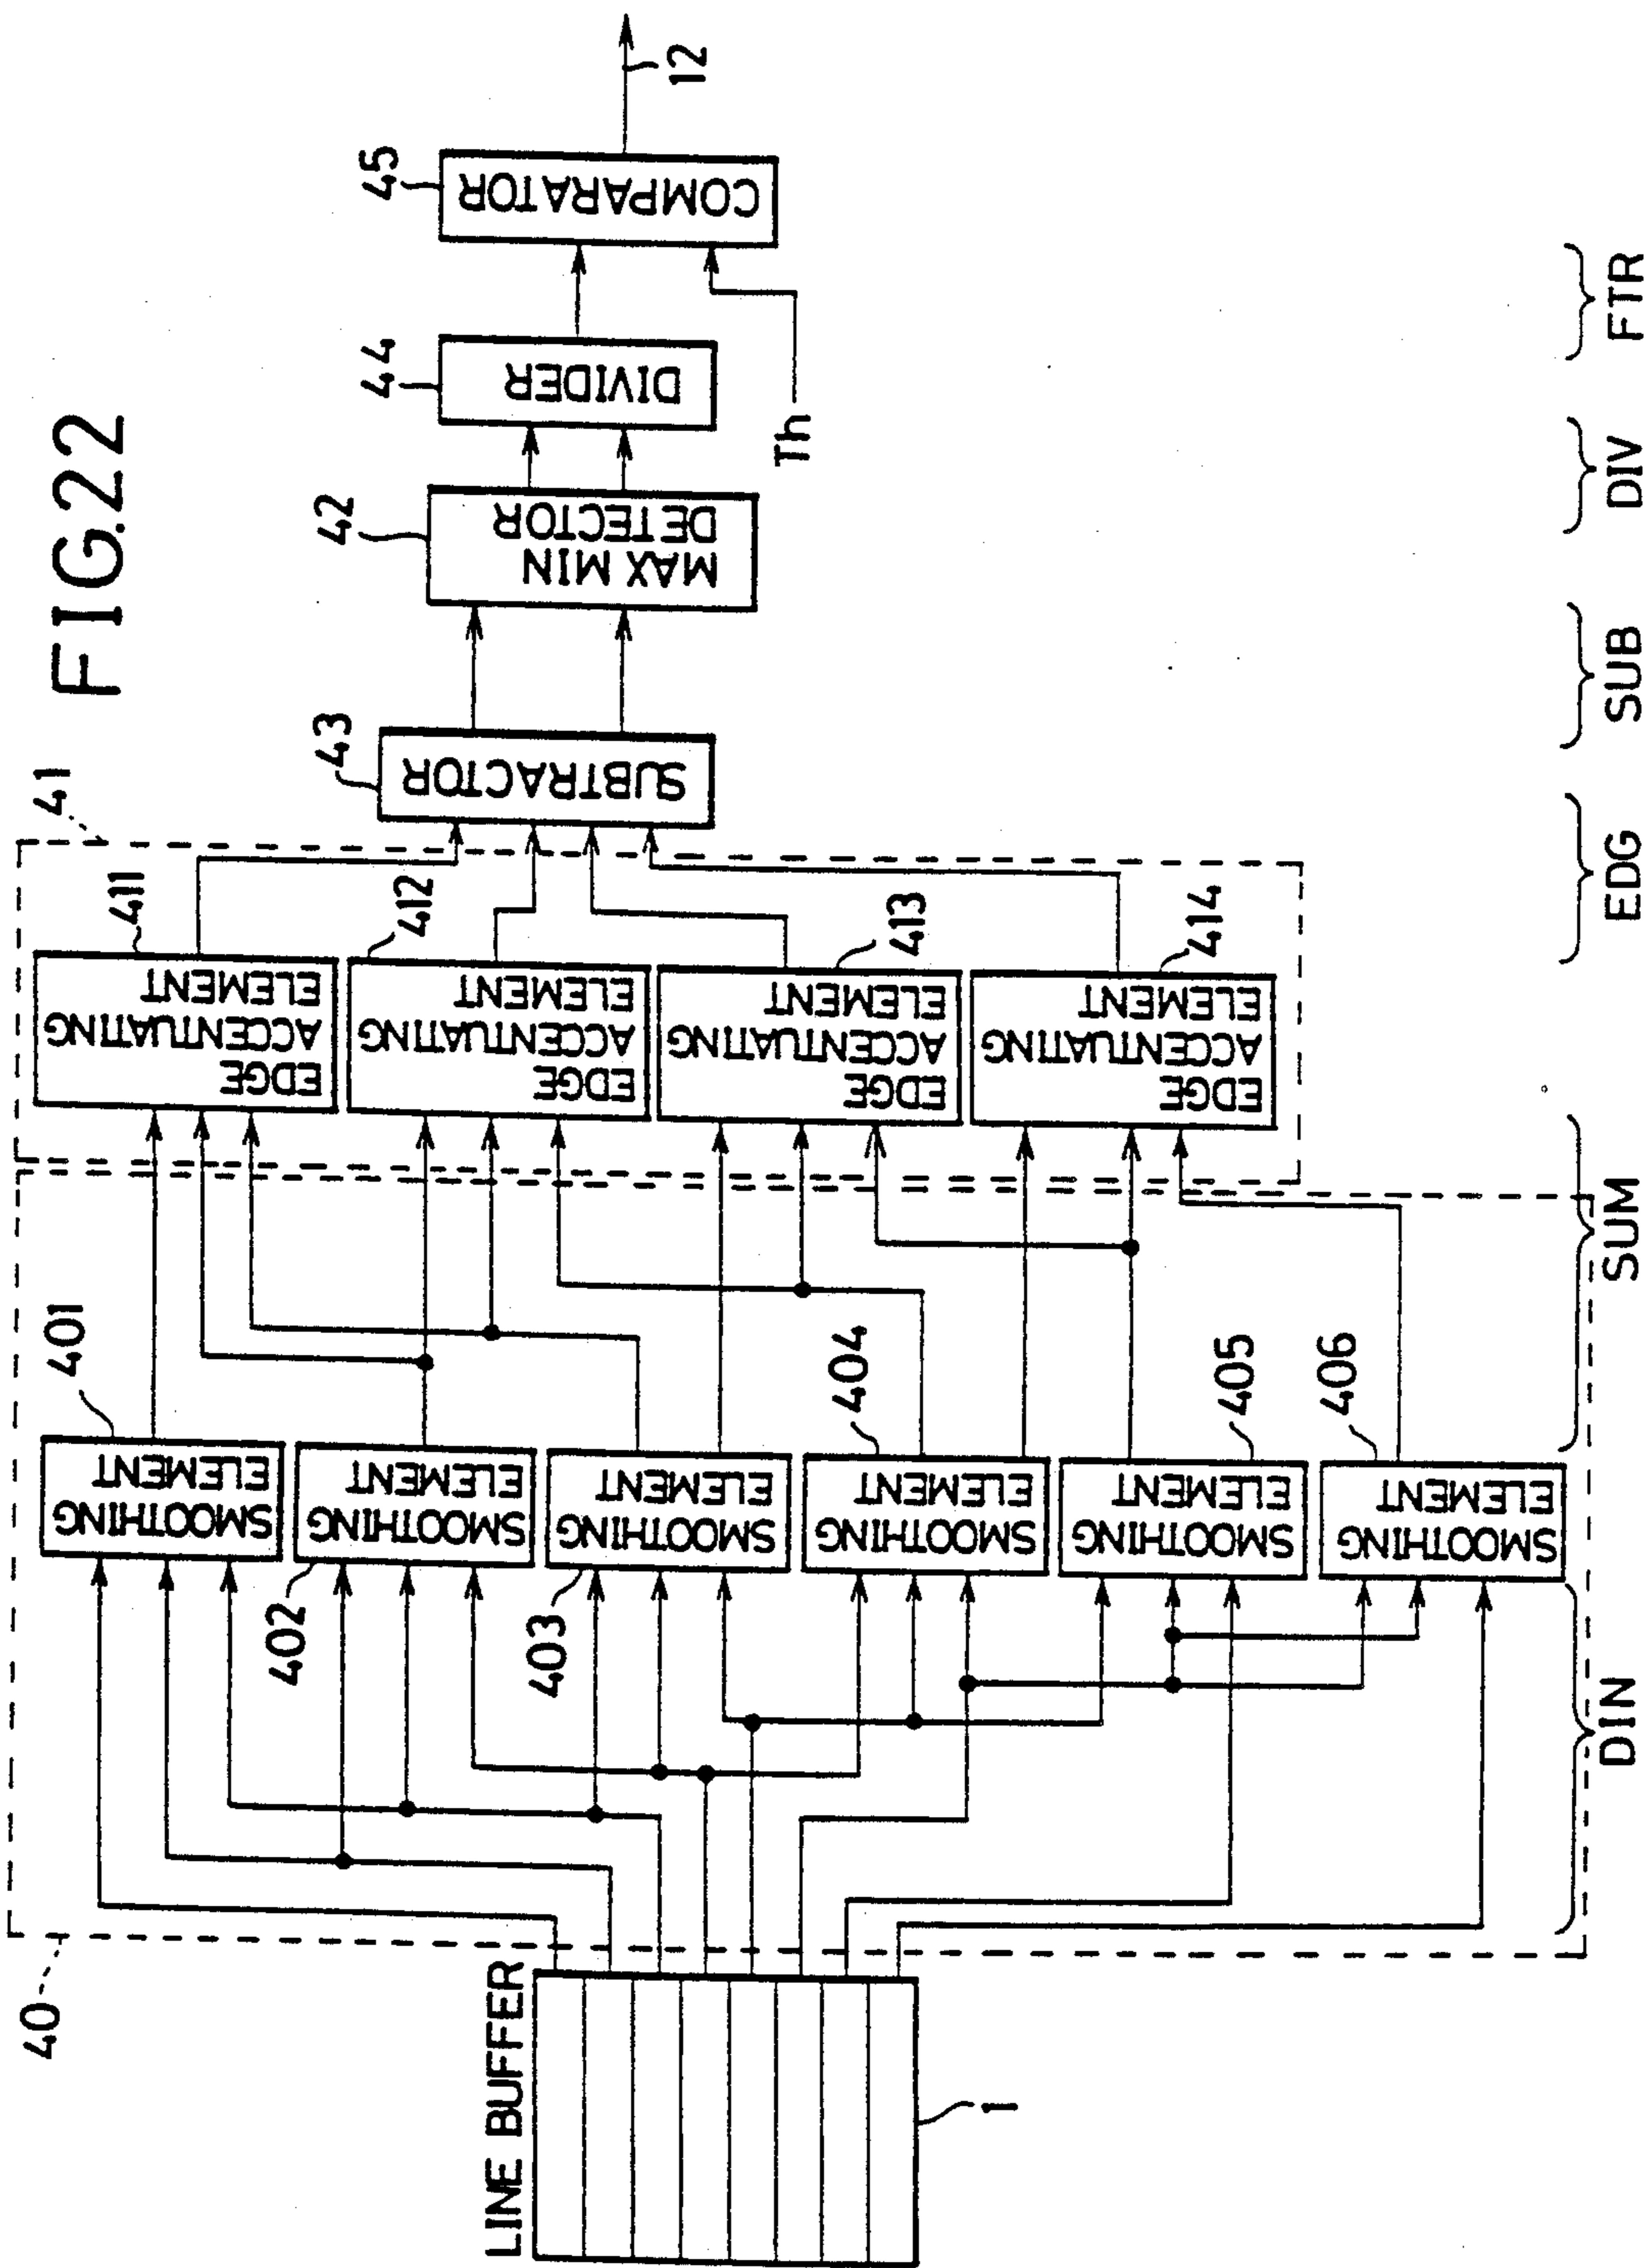 FIG.22
40
LINE BUFFER
1
401
SMOOTHING
ELEMENT
402
SMOOTHING
ELEMENT
403
SMOOTHING
ELEMENT
404
SMOOTHING
ELEMENT
405
SMOOTHING
ELEMENT
406
SMOOTHING
ELEMENT
41
411
EDGE
ACCENTUATING
ELEMENT
412
EDGE
ACCENTUATING
ELEMENT
413
EDGE
ACCENTUATING
ELEMENT
414
EDGE
ACCENTUATING
ELEMENT
43
SUBTRACTOR
42
MAX MIN
DETECTOR
44
DIVIDER
Th
45
COMPARATOR
12
DIN
SUM
EDG
SUB
DIV
FTR